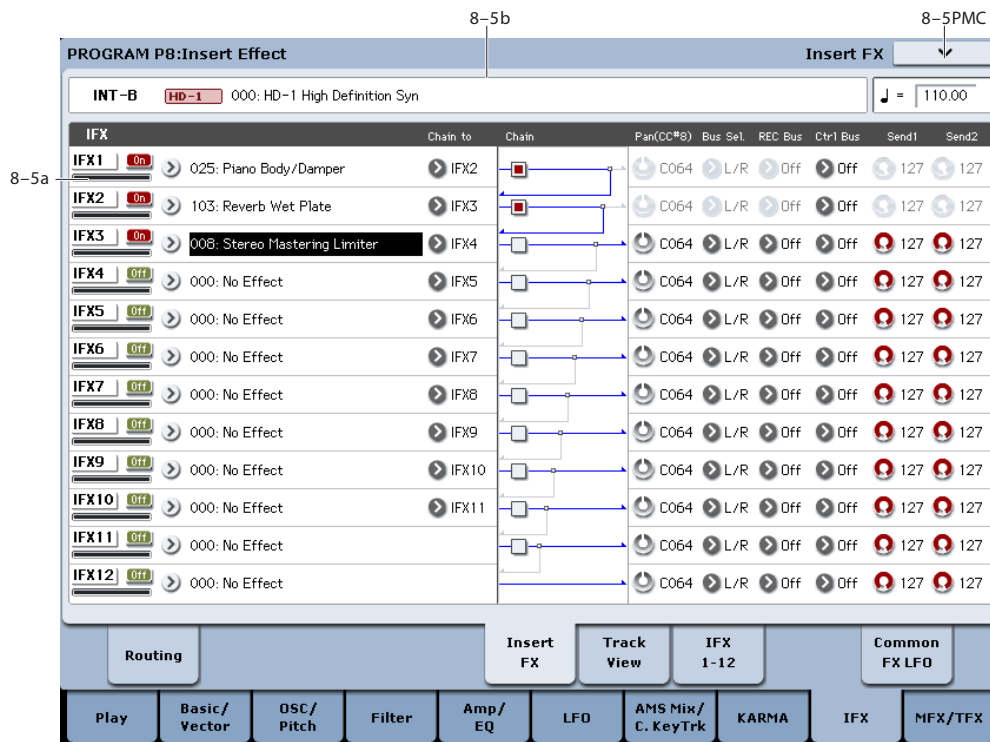 8–5b
8–5PMC
PROGRAM P8:Insert Effect
Insert FX
INT-B HD-1 000: HD-1 High Definition Syn
♩ = 110.00
IFX Chain to Chain Pan(CC#8) Bus Sel. REC Bus Ctrl Bus Send1 Send2
8–5a
IFX1 On 025: Piano Body/Damper IFX2 C064 L/R Off Off 127 127
IFX2 On 103: Reverb Wet Plate IFX3 C064 L/R Off Off 127 127
IFX3 On 008: Stereo Mastering Limiter IFX4 C064 L/R Off Off 127 127
IFX4 Off 000: No Effect IFX5 C064 L/R Off Off 127 127
IFX5 Off 000: No Effect IFX6 C064 L/R Off Off 127 127
IFX6 Off 000: No Effect IFX7 C064 L/R Off Off 127 127
IFX7 Off 000: No Effect IFX8 C064 L/R Off Off 127 127
IFX8 Off 000: No Effect IFX9 C064 L/R Off Off 127 127
IFX9 Off 000: No Effect IFX10 C064 L/R Off Off 127 127
IFX10 Off 000: No Effect IFX11 C064 L/R Off Off 127 127
IFX11 Off 000: No Effect C064 L/R Off Off 127 127
IFX12 Off 000: No Effect C064 L/R Off Off 127 127
Routing
Insert
FX
Track
View
IFX
1-12
Common
FX LFO
Play
Basic/
Vector
OSC/
Pitch
Filter
Amp/
EQ
LFO
AMS Mix/
C. KeyTrk
KARMA
IFX
MFX/TFX